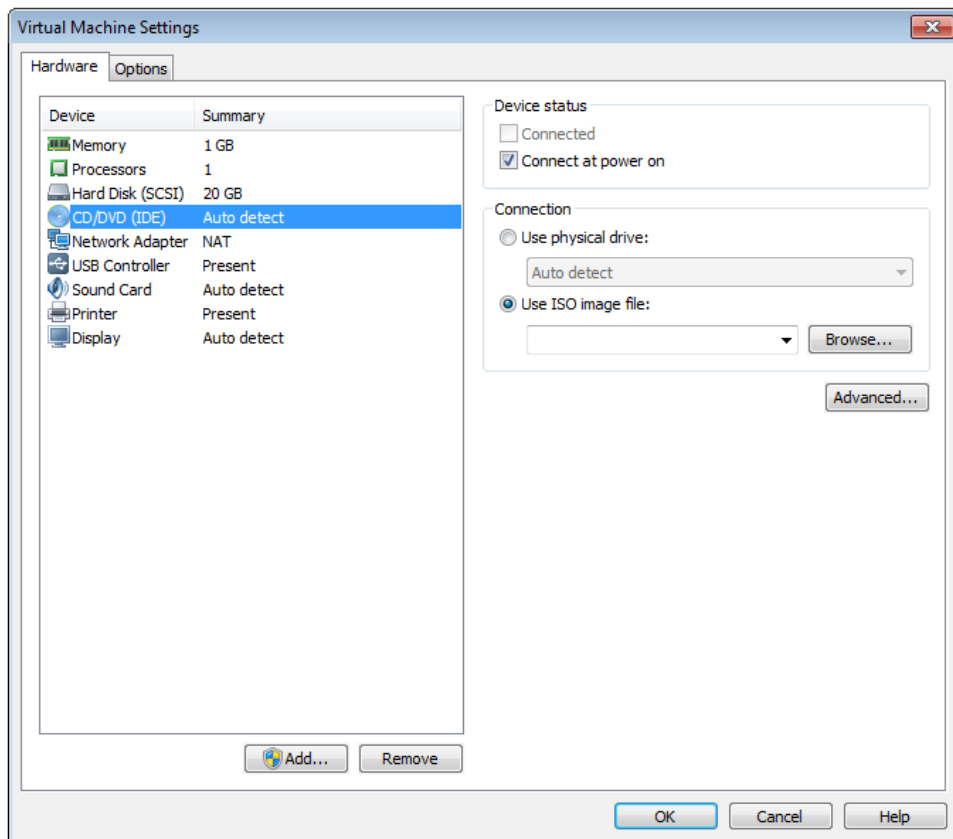 Virtual Machine Settings
Hardware Options
Device Summary
Memory 1 GB
Processors 1
Hard Disk (SCSI) 20 GB
CD/DVD (IDE) Auto detect
Network Adapter NAT
USB Controller Present
Sound Card Auto detect
Printer Present
Display Auto detect
Add... Remove
Device status
Connected
Connect at power on
Connection
Use physical drive:
Auto detect
Use ISO image file:
Browse...
Advanced...
OK Cancel Help